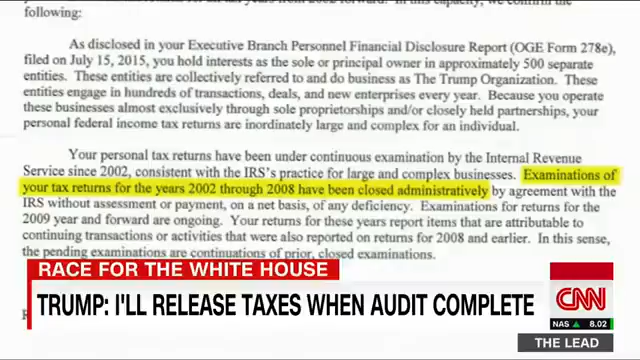 following:
As disclosed in your Executive Branch Personnel Financial Disclosure Report (OGE Form 278e),
filed on July 15, 2015, you hold interests as the sole or principal owner in approximately 500 separate
entities. These entities are collectively referred to and do business as The Trump Organization. These
entities engage in hundreds of transactions, deals, and new enterprises every year. Because you operate
these businesses almost exclusively through sole proprietorships and/or closely held partnerships,
your personal federal income tax returns are inordinately large and complex for an individual.
Your personal tax returns have been under continuous examination by the Internal Revenue
Service since 2002, consistent with the IRS's practice for large and complex businesses. Examinations of
your tax returns for the years 2002 through 2008 have been closed administratively by agreement with the
IRS without assessment or payment, on a net basis, of any deficiency. Examinations for returns for the
2009 year and forward are ongoing. Your returns for these years report items that are attributable to
continuing transactions or activities that were also reported on returns for 2008 and earlier. In this sense,
the pending examinations are continuations of prior, closed examinations.
RACE FOR THE WHITE HOUSE
TRUMP: I'LL RELEASE TAXES WHEN AUDIT COMPLETE
CNN
NAS ▲ 8.02
THE LEAD